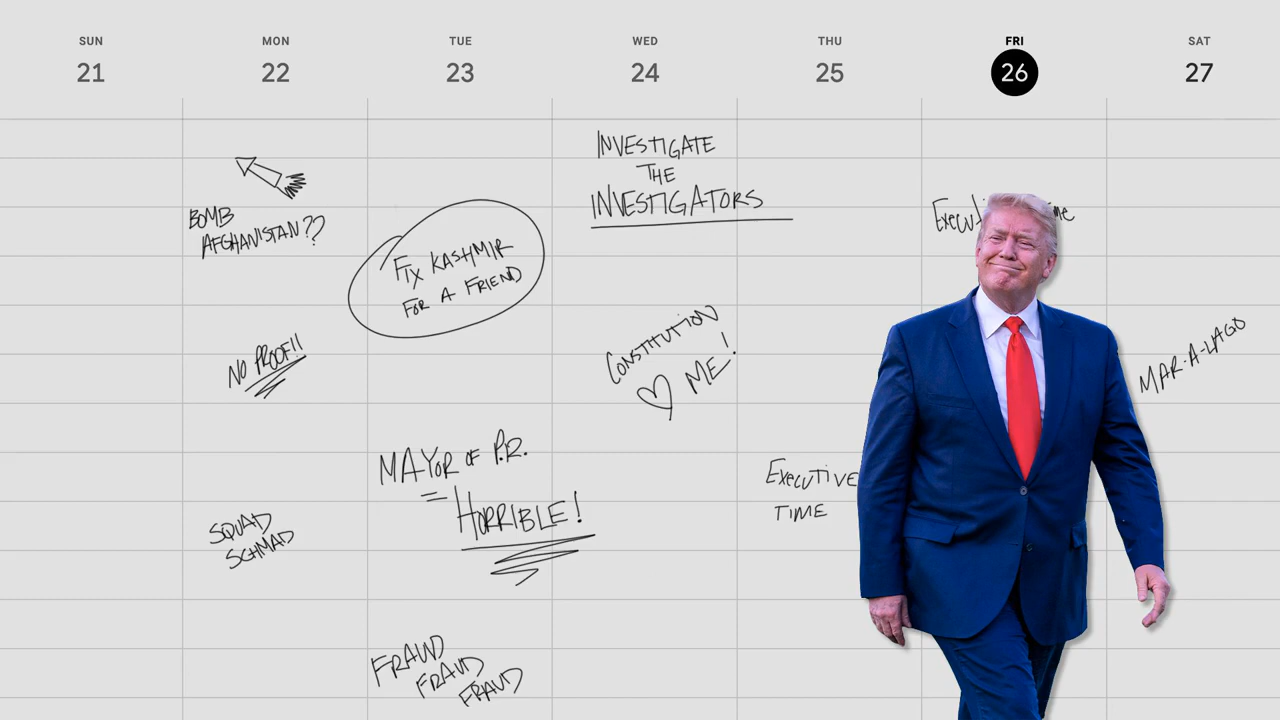 SUN
21
MON
22
TUE
23
WED
24
THU
25
FRI
26
SAT
27
BOMB
AFGHANISTAN??
NO PROOF!!
SQUAD
SCHMAD
FIX KASHMIR
FOR A FRIEND
MAYOR OF P.R.
=
HORRIBLE!
FRAUD
FRAUD
FRAUD
INVESTIGATE
THE
INVESTIGATORS
CONSTITUTION
♡ ME!
EXECUTIVE
TIME
MAR-A-LAGO